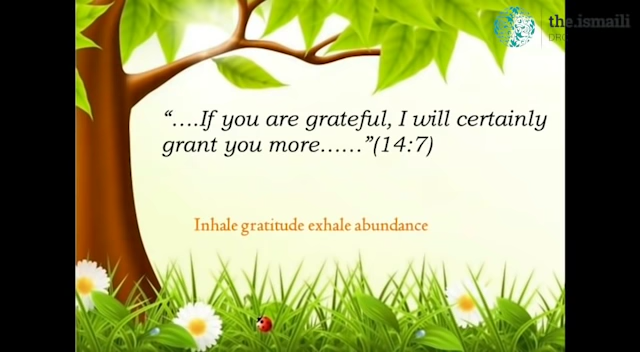 the.ismaili
“….If you are grateful, I will certainly
grant you more……”(14:7)
Inhale gratitude exhale abundance